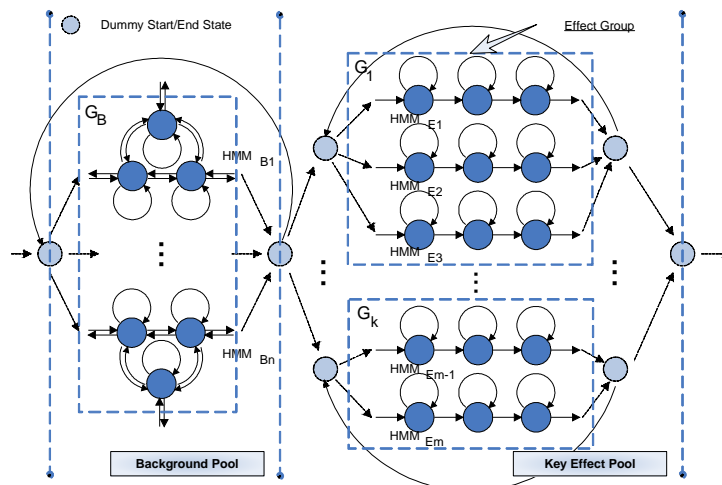 Dummy Start/End State
Effect Group
G1
GB
HMM E1
HMM B1
HMM E2
HMM E3
Gk
HMM Bn
HMM Em-1
HMM Em
Background Pool
Key Effect Pool